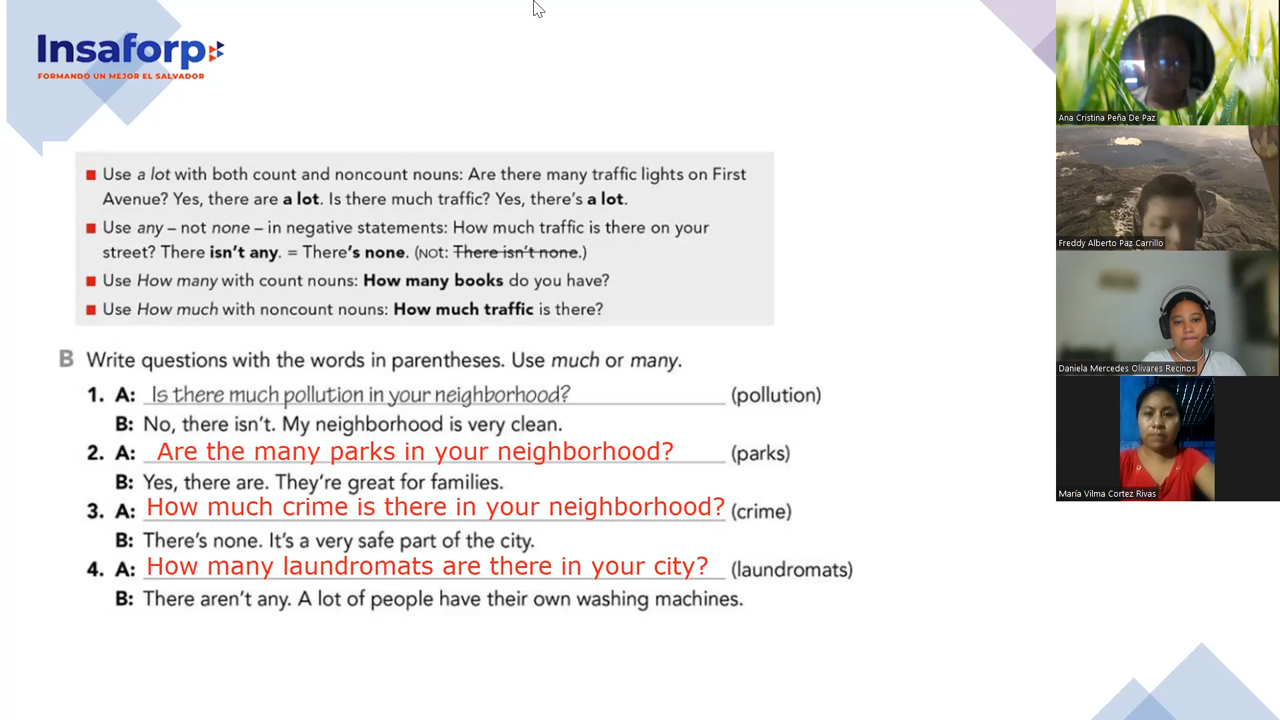 Insaforp
FORMANDO UN MEJOR EL SALVADOR
Use a lot with both count and noncount nouns: Are there many traffic lights on First
Avenue? Yes, there are a lot. Is there much traffic? Yes, there's a lot.
Use any – not none – in negative statements: How much traffic is there on your
street? There isn't any. = There's none. (NOT: There isn't none.)
Use How many with count nouns: How many books do you have?
Use How much with noncount nouns: How much traffic is there?
B Write questions with the words in parentheses. Use much or many.
1. A: Is there much pollution in your neighborhood? (pollution)
B: No, there isn't. My neighborhood is very clean.
2. A: Are the many parks in your neighborhood? (parks)
B: Yes, there are. They're great for families.
3. A: How much crime is there in your neighborhood? (crime)
B: There's none. It's a very safe part of the city.
4. A: How many laundromats are there in your city? (laundromats)
B: There aren't any. A lot of people have their own washing machines.
Ana Cristina Peña De Paz
Freddy Alberto Paz Carrillo
Daniela Mercedes Olivares Recinos
María Vilma Cortez Rivas